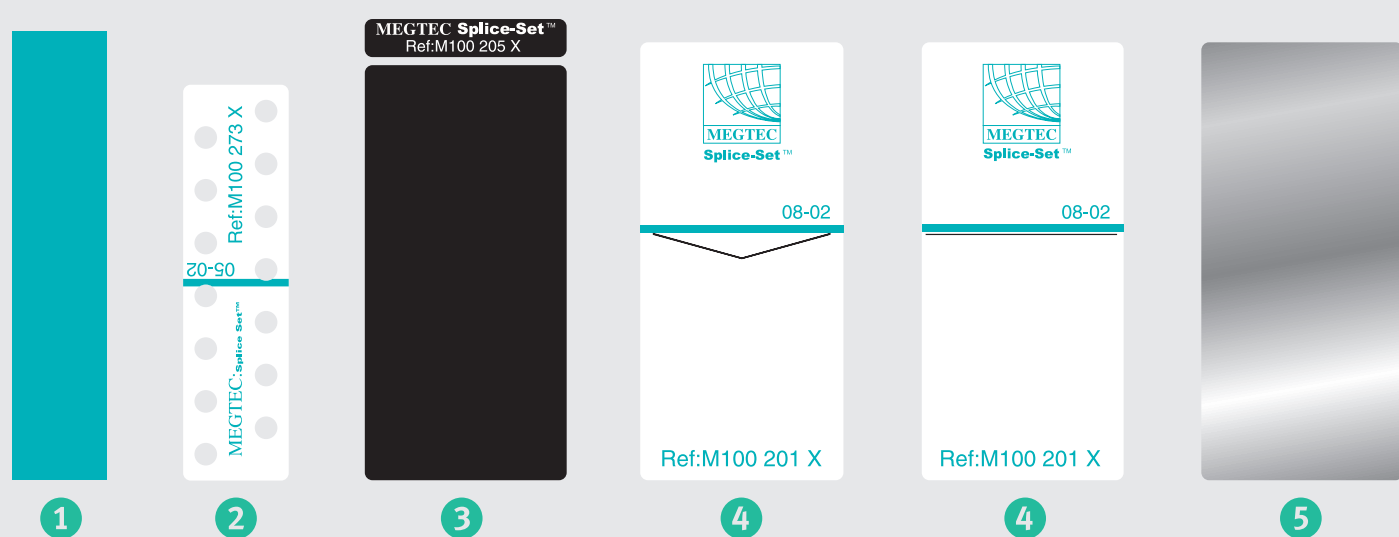 1
Ref:M100 273 X
05-02
MEGTEC:Splice Set™
2
MEGTEC Splice-Set™
Ref:M100 205 X
3
MEGTEC
Splice-Set™
08-02
Ref:M100 201 X
4
MEGTEC
Splice-Set™
08-02
Ref:M100 201 X
4
5